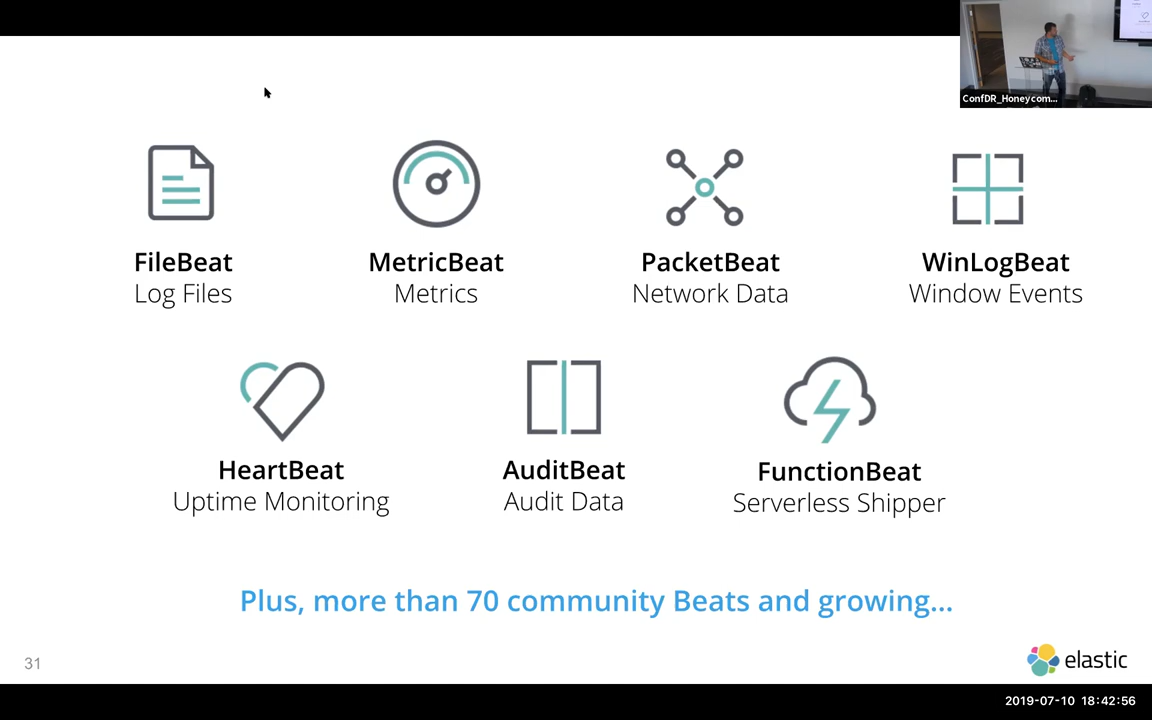 ConfDR_Honeycom...
FileBeat
Log Files
MetricBeat
Metrics
PacketBeat
Network Data
WinLogBeat
Window Events
HeartBeat
Uptime Monitoring
AuditBeat
Audit Data
FunctionBeat
Serverless Shipper
Plus, more than 70 community Beats and growing...
31
elastic
2019-07-10 18:42:56